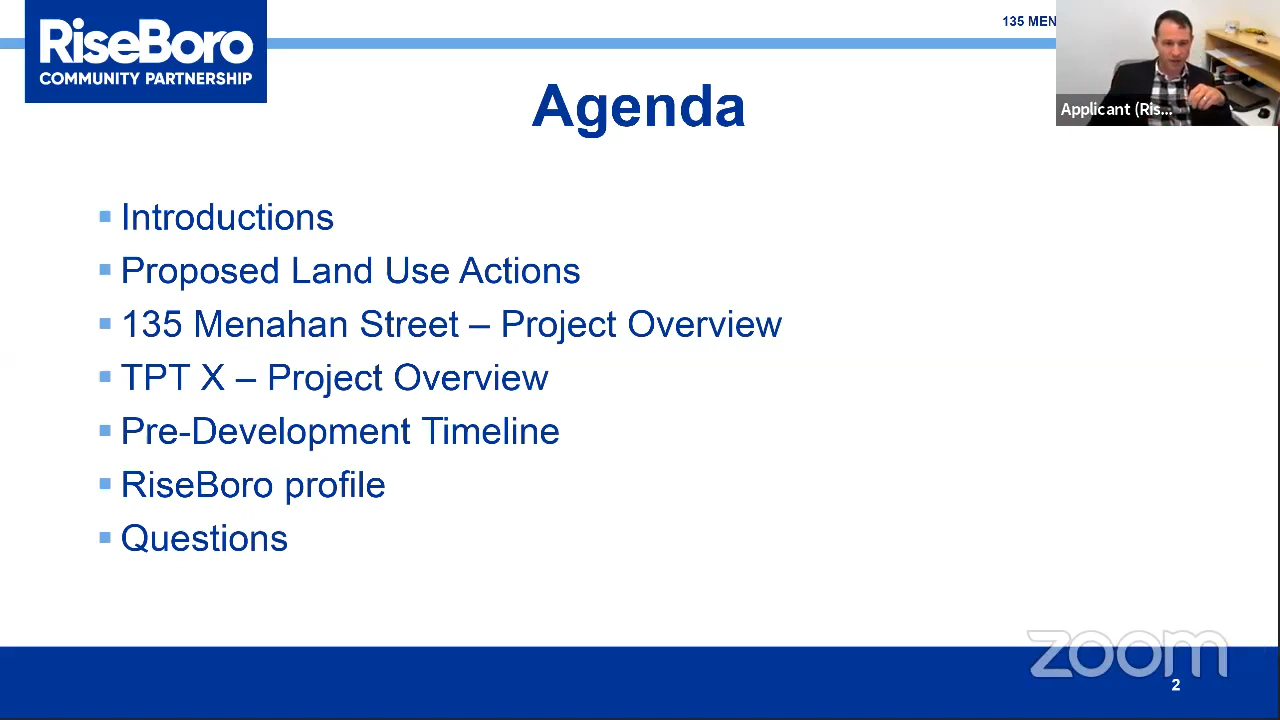 RiseBoro
COMMUNITY PARTNERSHIP
135 MEN
Applicant (Ris...
Agenda
Introductions
Proposed Land Use Actions
135 Menahan Street – Project Overview
TPT X – Project Overview
Pre-Development Timeline
RiseBoro profile
Questions
zoom
2